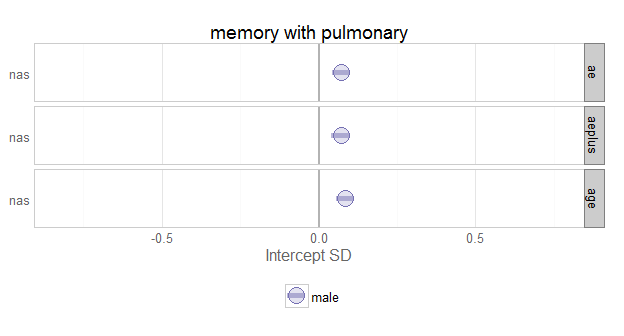 memory with pulmonary
nas
ae
nas
aeplus
nas
age
-0.5
0.0
0.5
Intercept SD
male